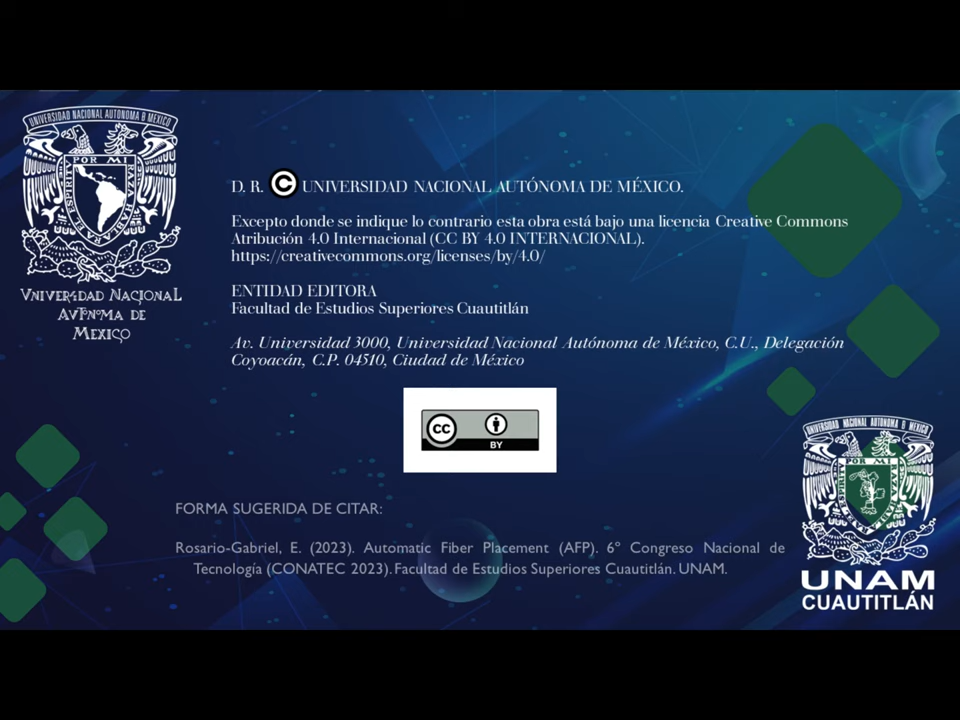 UNIVERSIDAD NACIONAL AUTONOMA D MEXICO
POR MI
RAZA HABLARA
EL ESPIRITU
VNIVERSDAD NACIONAL
AVTNOMA DE
MEXICO
D. R. © UNIVERSIDAD NACIONAL AUTÓNOMA DE MÉXICO.
Excepto donde se indique lo contrario esta obra está bajo una licencia Creative Commons
Atribución 4.0 Internacional (CC BY 4.0 INTERNACIONAL).
https://creativecommons.org/licenses/by/4.0/
ENTIDAD EDITORA
Facultad de Estudios Superiores Cuautitlán
Av. Universidad 3000, Universidad Nacional Autónoma de México, C.U., Delegación
Coyoacán, C.P. 04510, Ciudad de México
CC
BY
FORMA SUGERIDA DE CITAR:
Rosario-Gabriel, E. (2023). Automatic Fiber Placement (AFP). 6º Congreso Nacional de
Tecnología (CONATEC 2023). Facultad de Estudios Superiores Cuautitlán. UNAM.
UNIVERSIDAD NACIONAL AUTONOMA D MEXICO
POR MI
UNAM
CUAUTITLÁN